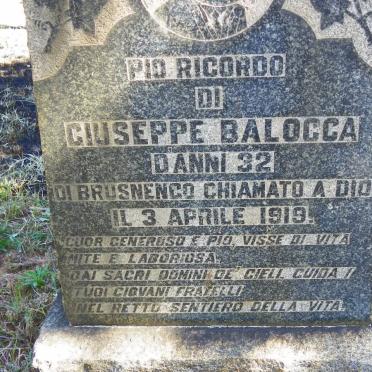 PIO RICORDO
DI
GIUSEPPE BALOCCA
D'ANNI 32
DI BRUSNENGO CHIAMATO A DIO
IL 3 APRILE 1919.
CUOR GENEROSO E PIO, VISSE DI VITA
MITE E LABORIOSA.
DAI SACRI DOMINI DE' CIELI, GUIDA I
TUOI GIOVANI FRATELLI
NEL RETTO SENTIERO DELLA VITA.